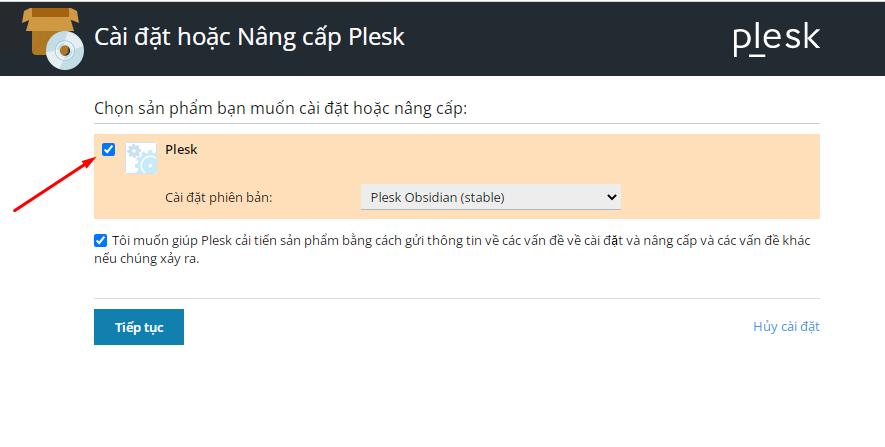 Cài đặt hoặc Nâng cấp Plesk
plesk
Chọn sản phẩm bạn muốn cài đặt hoặc nâng cấp:
Plesk
Cài đặt phiên bản:
Plesk Obsidian (stable)
Tôi muốn giúp Plesk cải tiến sản phẩm bằng cách gửi thông tin về các vấn đề về cài đặt và nâng cấp và các vấn đề khác
nếu chúng xảy ra.
Tiếp tục
Hủy cài đặt